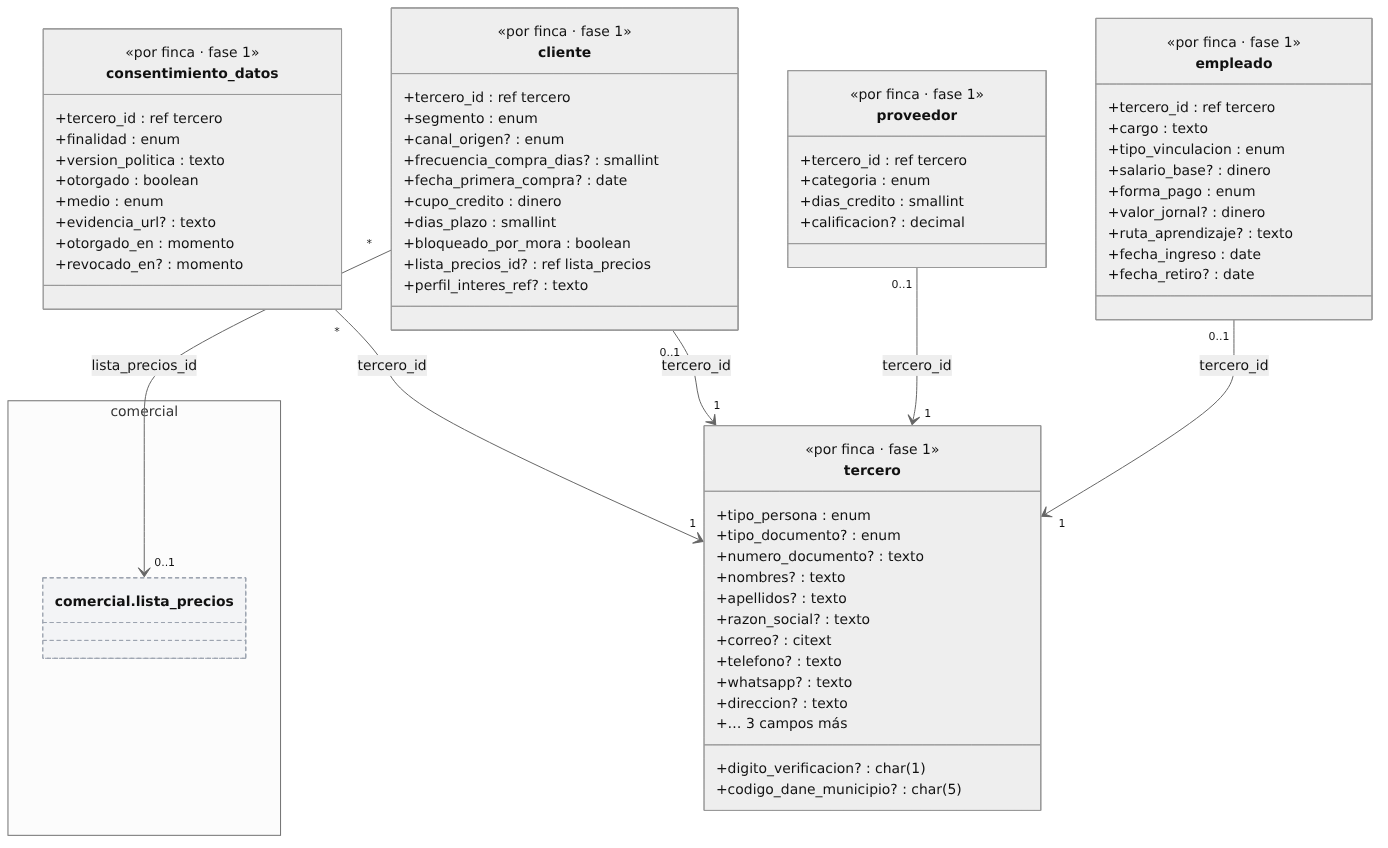 «por finca · fase 1»
consentimiento_datos
+tercero_id : ref tercero
+finalidad : enum
+version_politica : texto
+otorgado : boolean
+medio : enum
+evidencia_url? : texto
+otorgado_en : momento
+revocado_en? : momento
«por finca · fase 1»
cliente
+tercero_id : ref tercero
+segmento : enum
+canal_origen? : enum
+frecuencia_compra_dias? : smallint
+fecha_primera_compra? : date
+cupo_credito : dinero
+dias_plazo : smallint
+bloqueado_por_mora : boolean
+lista_precios_id? : ref lista_precios
+perfil_interes_ref? : texto
«por finca · fase 1»
proveedor
+tercero_id : ref tercero
+categoria : enum
+dias_credito : smallint
+calificacion? : decimal
«por finca · fase 1»
empleado
+tercero_id : ref tercero
+cargo : texto
+tipo_vinculacion : enum
+salario_base? : dinero
+forma_pago : enum
+valor_jornal? : dinero
+ruta_aprendizaje? : texto
+fecha_ingreso : date
+fecha_retiro? : date
*
*
0..1
0..1
0..1
lista_precios_id
tercero_id
tercero_id
tercero_id
tercero_id
1
1
1
1
comercial
0..1
comercial.lista_precios
«por finca · fase 1»
tercero
+tipo_persona : enum
+tipo_documento? : enum
+numero_documento? : texto
+nombres? : texto
+apellidos? : texto
+razon_social? : texto
+correo? : citext
+telefono? : texto
+whatsapp? : texto
+direccion? : texto
+... 3 campos más
+digito_verificacion? : char(1)
+codigo_dane_municipio? : char(5)